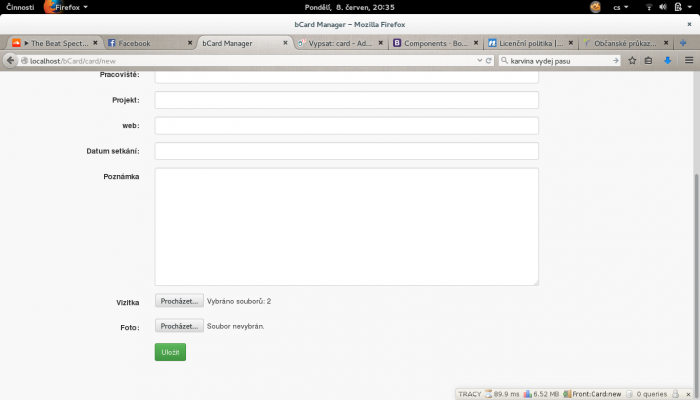 Činnosti Firefox Pondělí, 8. červen, 20:35 cs
bCard Manager – Mozilla Firefox
The Beat Spect... Facebook bCard Manager Vypsat: card - Ad... Components · Bo... Licenční politika |... Občanské průkaz...
localhost/bCard/card/new karvina vydej pasu
Pracoviště:
Projekt:
web:
Datum setkání:
Poznámka
Vizitka Procházet... Vybráno souborů: 2
Foto: Procházet... Soubor nevybrán.
Uložit
TRACY 89.9 ms 6.52 MB Front:Card:new 0 queries